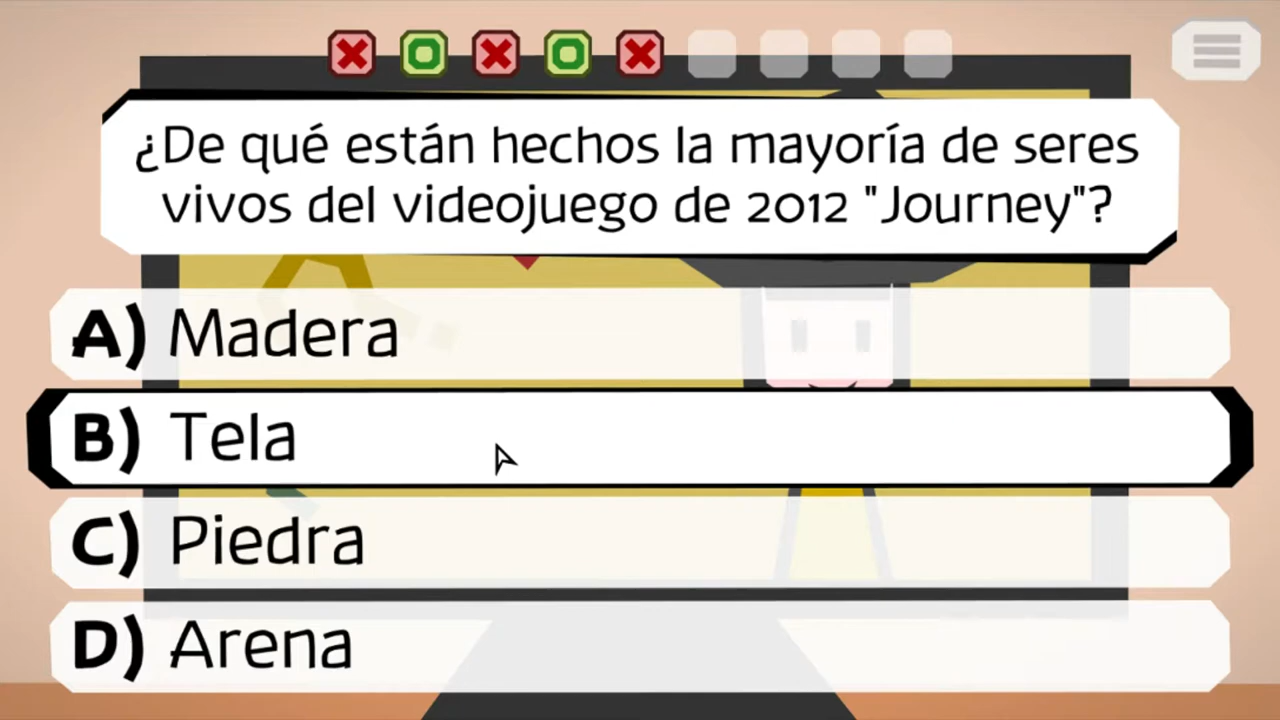 ¿De qué están hechos la mayoría de seres
vivos del videojuego de 2012 "Journey"?
A) Madera
B) Tela
C) Piedra
D) Arena